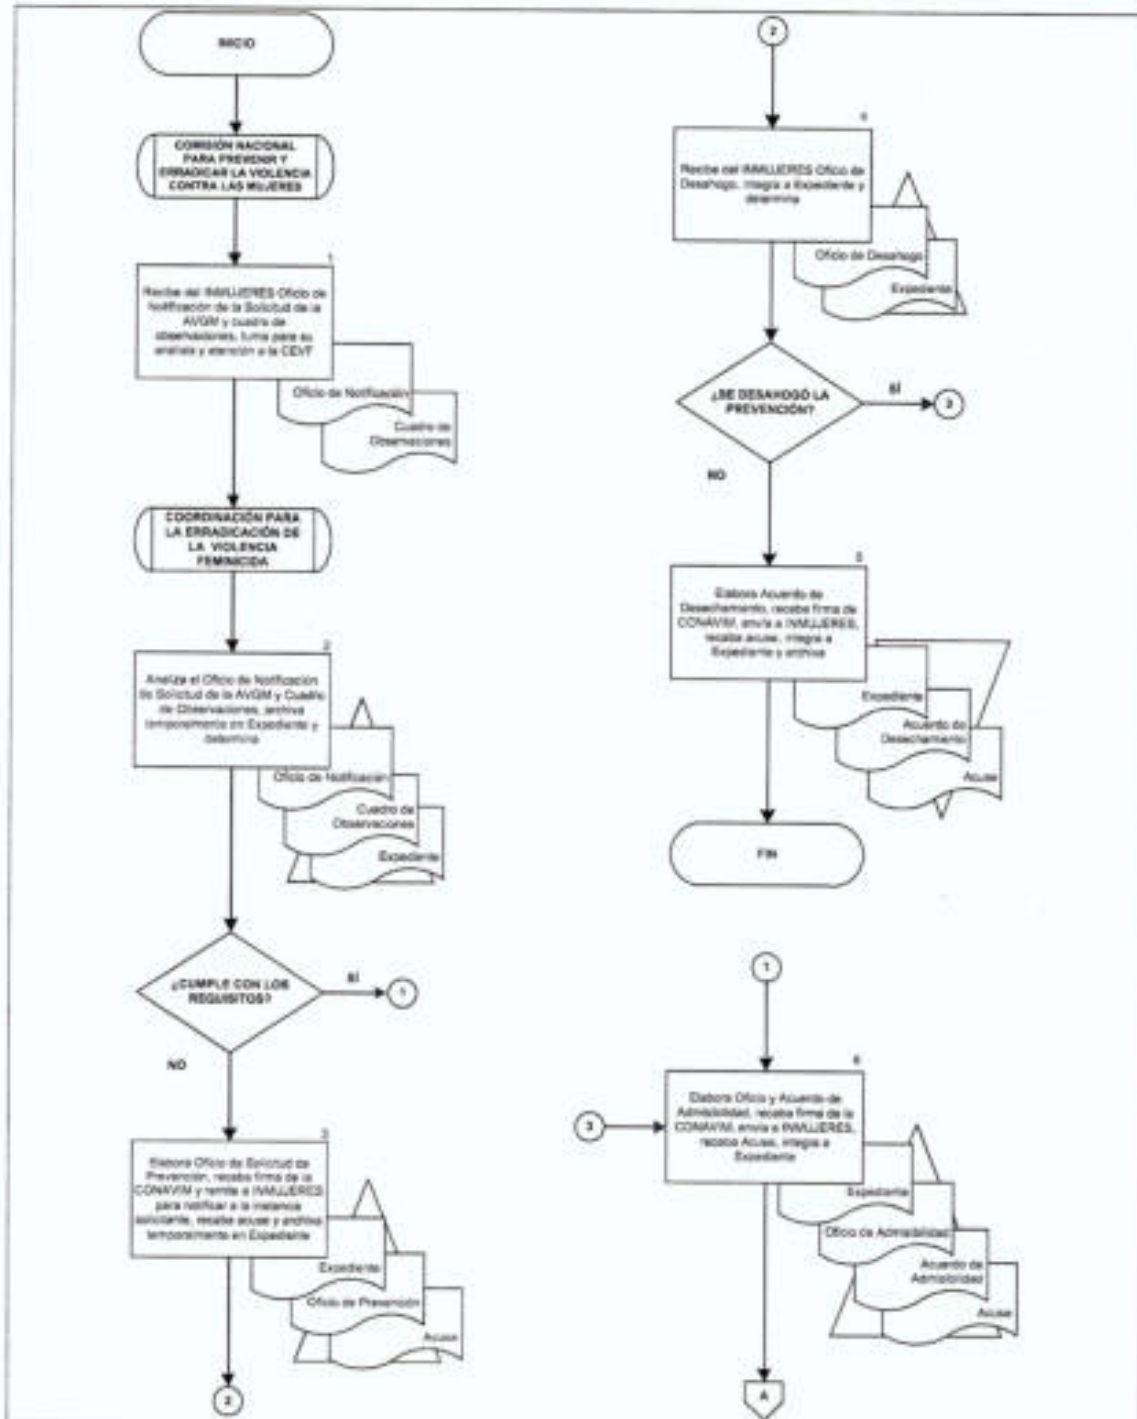 INICIO
COMISIÓN NACIONAL
PARA PREVENIR Y
ERRADICAR LA VIOLENCIA
CONTRA LAS MUJERES
1
Recibe del INMUJERES Oficio de
Notificación de la Solicitud de la
AVGM y cuadro de
observaciones, turna para su
analisis y atención a la CEVF
Oficio de Notificación
Cuadro de
Observaciones
COORDINACIÓN PARA
LA ERRADICACIÓN DE
LA VIOLENCIA
FEMINICIDA
2
Analiza el Oficio de Notificación
de Solicitud de la AVGM y Cuadro
de Observaciones, archiva
temporalmente en Expediente y
determina
Oficio de Notificación
Cuadro de
Observaciones
Expediente
¿CUMPLE CON LOS
REQUISITOS?
SÍ
1
NO
3
Elabora Oficio de Solicitud de
Prevención, recaba firma de la
CONAVIM y remite a INMUJERES
para notificar a la instancia
solicitante, recaba acuse y archiva
temporalmente en Expediente
Expediente
Oficio de Prevención
Acuse
2
2
4
Recibe del INMUJERES Oficio de
Desahogo, integra a Expediente y
determina
Oficio de Desahogo
Expediente
¿SE DESAHOGÓ LA
PREVENCIÓN?
SÍ
3
NO
5
Elabora Acuerdo de
Desechamiento, recaba firma de
CONAVIM, envía a INMUJERES,
recaba acuse, integra a
Expediente y archiva
Expediente
Acuerdo de
Desechamiento
Acuse
FIN
1
6
3
Elabora Oficio y Acuerdo de
Admisibilidad, recaba firma de la
CONAVIM, envía a INMUJERES,
recaba Acuse, integra a
Expediente
Expediente
Oficio de Admisibilidad
Acuerdo de
Admisibilidad
Acuse
A